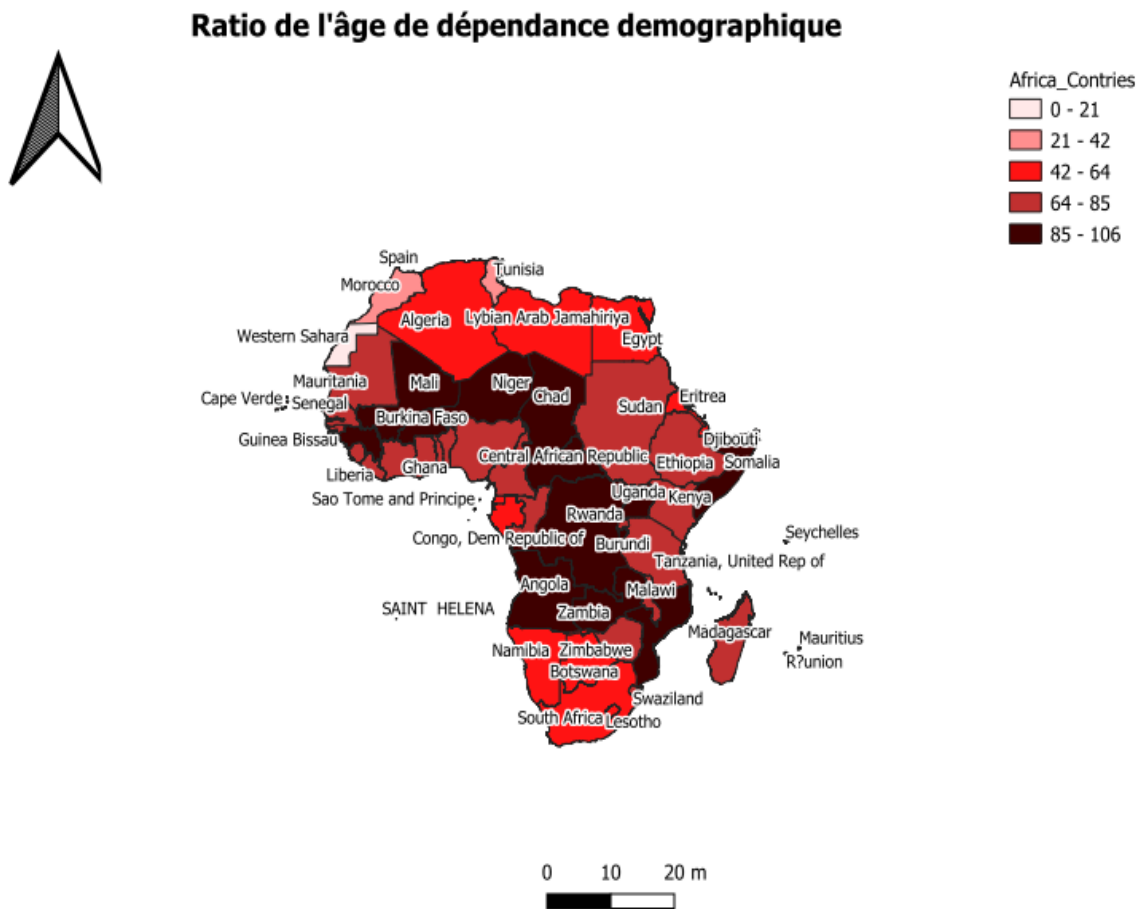 Ratio de l'âge de dépendance demographique
Africa_Contries
0 - 21
21 - 42
42 - 64
64 - 85
85 - 106
Spain
Tunisia
Morocco
Algeria
Lybian Arab Jamahiriya
Western Sahara
Egypt
Mauritania
Mali
Niger
Chad
Cape Verde
Senegal
Sudan
Eritrea
Burkina Faso
Guinea Bissau
Djibouti
Central African Republic
Ethiopia
Somalia
Liberia
Ghana
Sao Tome and Principe
Uganda
Kenya
Rwanda
Seychelles
Congo, Dem Republic of
Burundi
Tanzania, United Rep of
Angola
Malawi
SAINT HELENA
Zambia
Madagascar
Mauritius
Namibia
Zimbabwe
R?union
Botswana
Swaziland
South Africa
Lesotho
0 10 20 m